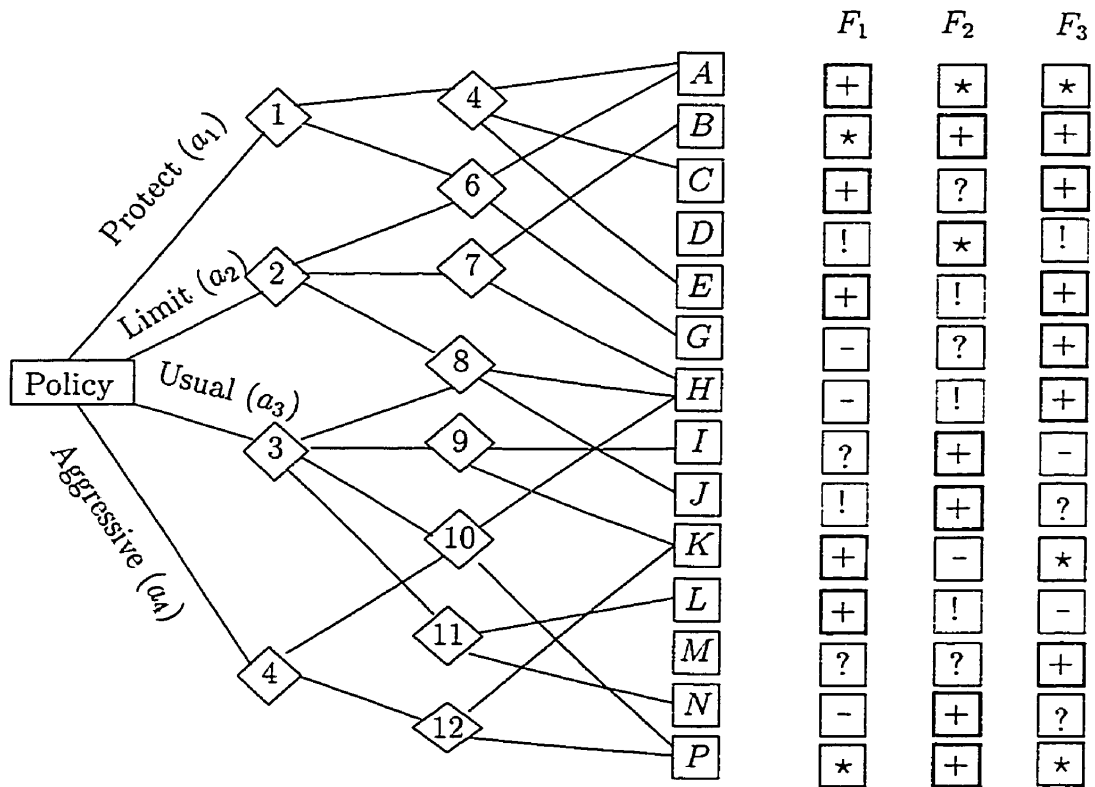 F₁ F₂ F₃
A + ⋆ ⋆
4
1
B ⋆ + +
Protect (a₁)
C + ? +
6
D ! ⋆ !
2
7
E + ! +
Limit (a₂)
G - ? +
8
Policy
Usual (a₃)
H - ! +
3
9
I ? + -
J ! + ?
Aggressive (a₄)
10
K + - ⋆
L + ! -
11
M ? ? +
4
N - + ?
12
P ⋆ + ⋆